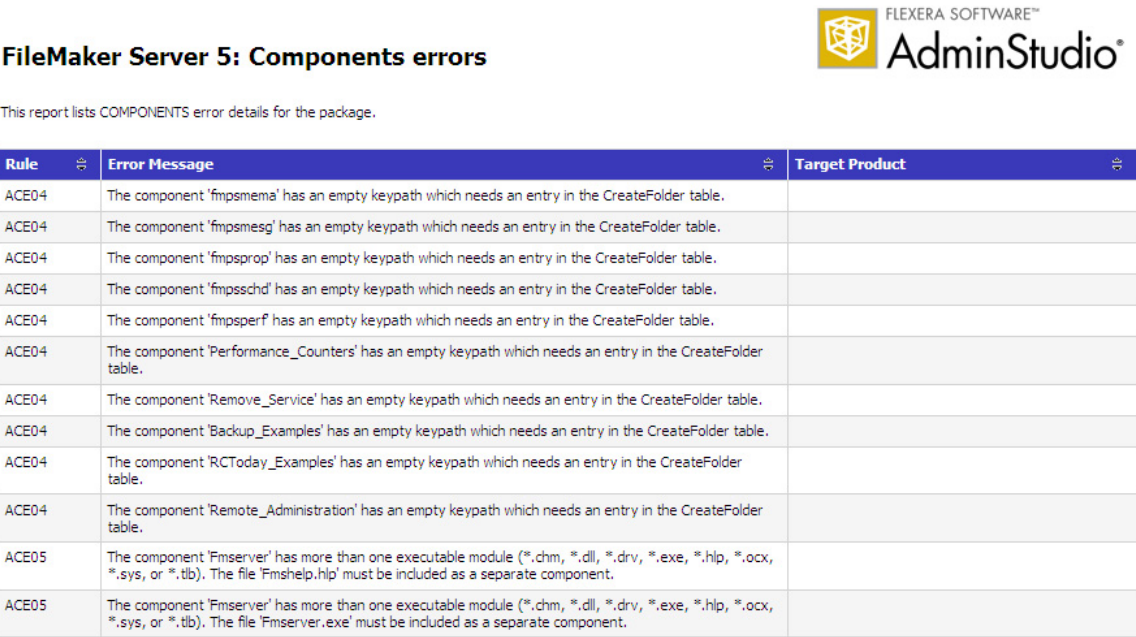 FLEXERA SOFTWARE™
AdminStudio®
FileMaker Server 5: Components errors
This report lists COMPONENTS error details for the package.
Rule Error Message Target Product
ACE04 The component 'fmpsmema' has an empty keypath which needs an entry in the CreateFolder table.
ACE04 The component 'fmpsmesg' has an empty keypath which needs an entry in the CreateFolder table.
ACE04 The component 'fmpsprop' has an empty keypath which needs an entry in the CreateFolder table.
ACE04 The component 'fmpsschd' has an empty keypath which needs an entry in the CreateFolder table.
ACE04 The component 'fmpsperf' has an empty keypath which needs an entry in the CreateFolder table.
ACE04 The component 'Performance_Counters' has an empty keypath which needs an entry in the CreateFolder
table.
ACE04 The component 'Remove_Service' has an empty keypath which needs an entry in the CreateFolder table.
ACE04 The component 'Backup_Examples' has an empty keypath which needs an entry in the CreateFolder table.
ACE04 The component 'RCToday_Examples' has an empty keypath which needs an entry in the CreateFolder
table.
ACE04 The component 'Remote_Administration' has an empty keypath which needs an entry in the CreateFolder
table.
ACE05 The component 'Fmserver' has more than one executable module (*.chm, *.dll, *.drv, *.exe, *.hlp, *.ocx,
*.sys, or *.tlb). The file 'Fmshelp.hlp' must be included as a separate component.
ACE05 The component 'Fmserver' has more than one executable module (*.chm, *.dll, *.drv, *.exe, *.hlp, *.ocx,
*.sys, or *.tlb). The file 'Fmserver.exe' must be included as a separate component.